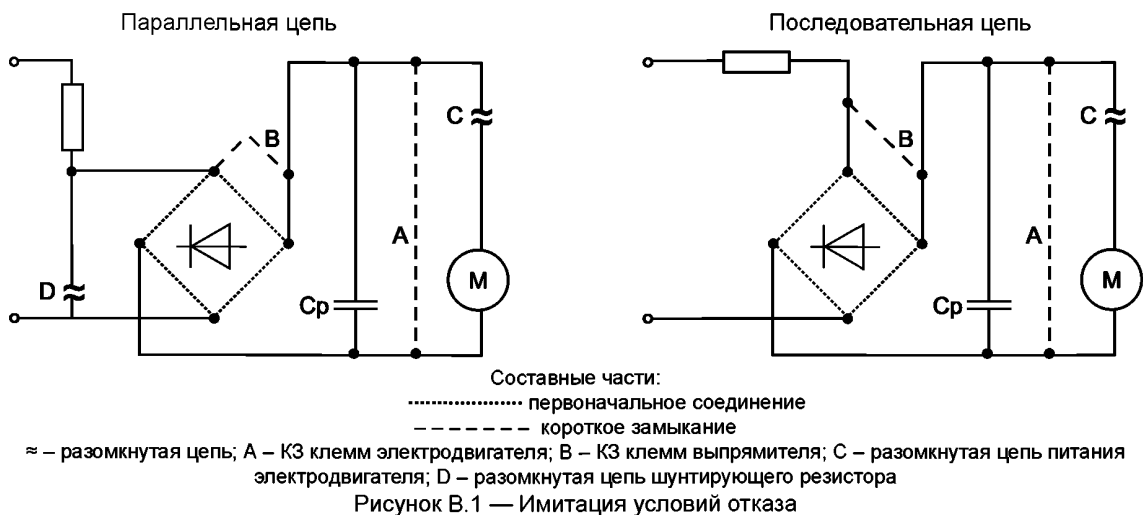 Параллельная цепь
Последовательная цепь
B
C
A
D
Cp
M
B
C
A
Cp
M
Составные части:
первоначальное соединение
короткое замыкание
≈ – разомкнутая цепь; A – КЗ клемм электродвигателя; B – КЗ клемм выпрямителя; C – разомкнутая цепь питания
электродвигателя; D – разомкнутая цепь шунтирующего резистора
Рисунок В.1 — Имитация условий отказа